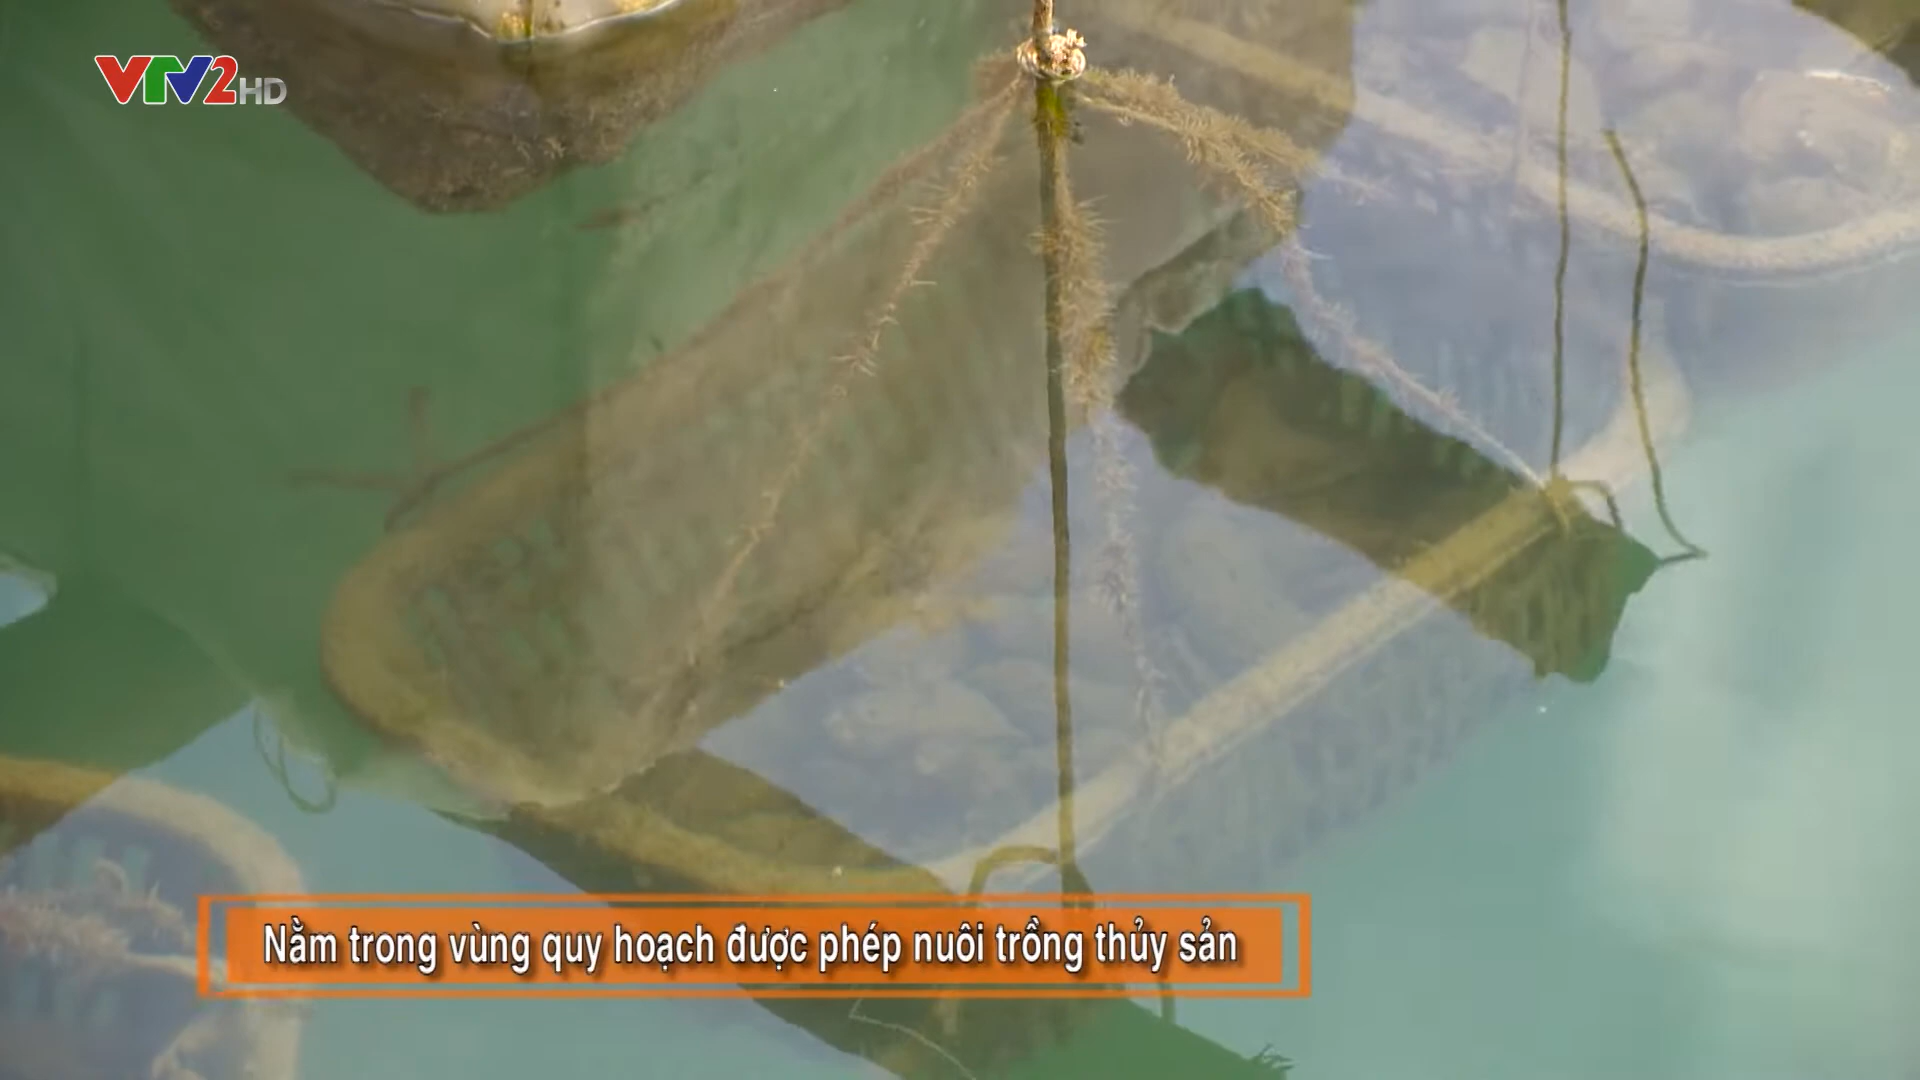 VTV2HD
Nằm trong vùng quy hoạch được phép nuôi trồng thủy sản